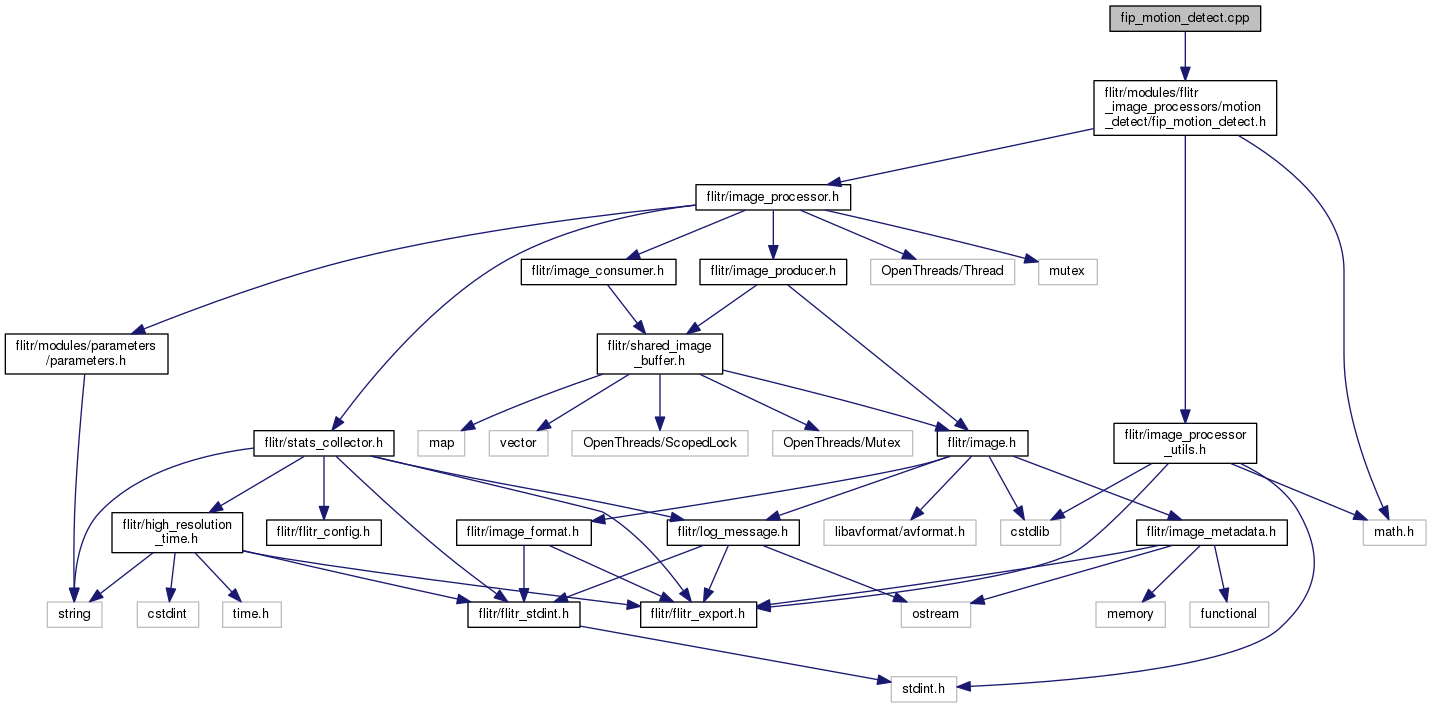 fip_motion_detect.cpp
flitr/modules/flitr
_image_processors/motion
_detect/fip_motion_detect.h
flitr/image_processor.h
flitr/image_consumer.h
flitr/image_producer.h
OpenThreads/Thread
mutex
flitr/modules/parameters
/parameters.h
flitr/shared_image
_buffer.h
flitr/stats_collector.h
map
vector
OpenThreads/ScopedLock
OpenThreads/Mutex
flitr/image.h
flitr/image_processor
_utils.h
flitr/high_resolution
_time.h
flitr/flitr_config.h
flitr/image_format.h
flitr/log_message.h
libavformat/avformat.h
cstdlib
flitr/image_metadata.h
math.h
string
cstdint
time.h
flitr/flitr_stdint.h
flitr/flitr_export.h
ostream
memory
functional
stdint.h